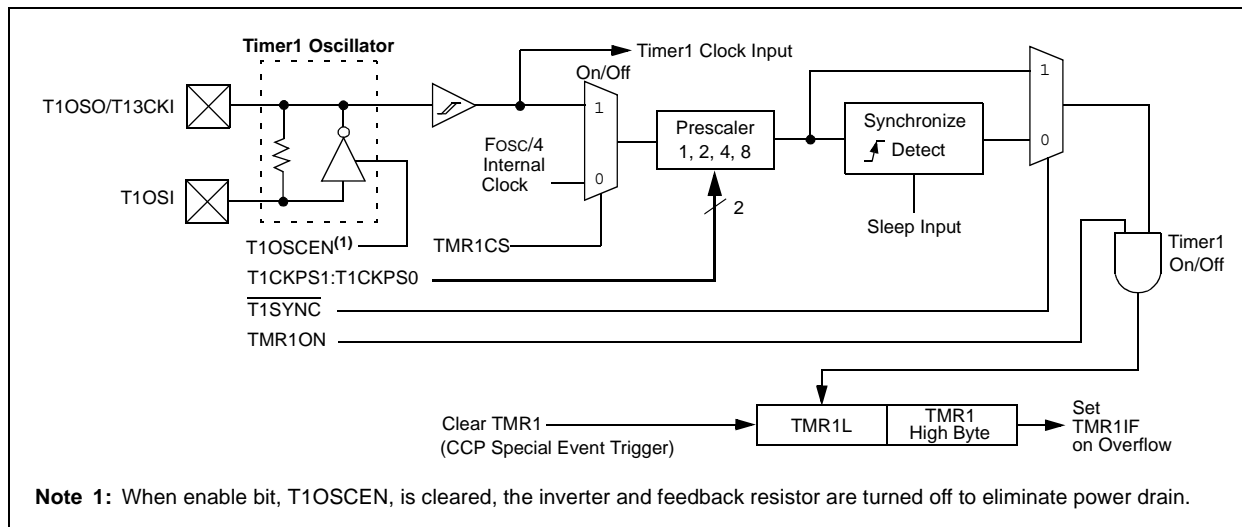 Timer1 Oscillator
Timer1 Clock Input
On/Off
T1OSO/T13CKI
1
1
FOSC/4
Internal
Clock
Prescaler
1, 2, 4, 8
Synchronize
Detect
0
0
T1OSI
2
Sleep Input
T1OSCEN(1)
TMR1CS
Timer1
On/Off
T1CKPS1:T1CKPS0
T1SYNC
TMR1ON
Clear TMR1
(CCP Special Event Trigger)
TMR1L
TMR1
High Byte
Set
TMR1IF
on Overflow
Note 1: When enable bit, T1OSCEN, is cleared, the inverter and feedback resistor are turned off to eliminate power drain.